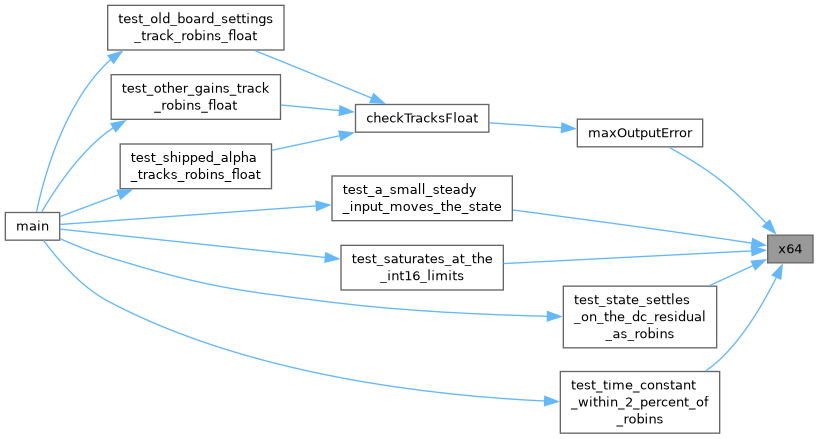 test_old_board_settings
_track_robins_float
test_other_gains_track
_robins_float
checkTracksFloat
maxOutputError
test_shipped_alpha
_tracks_robins_float
test_a_small_steady
_input_moves_the_state
main
x64
test_saturates_at_the
_int16_limits
test_state_settles
_on_the_dc_residual
_as_robins
test_time_constant
_within_2_percent_of
_robins